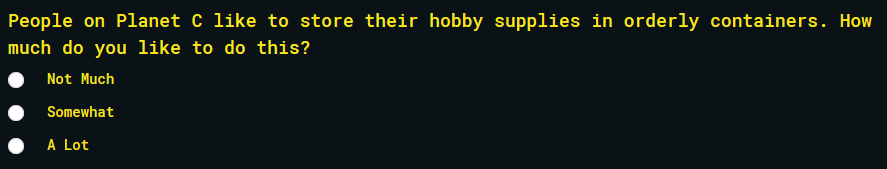 People on Planet C like to store their hobby supplies in orderly containers. How
much do you like to do this?
Not Much
Somewhat
A Lot